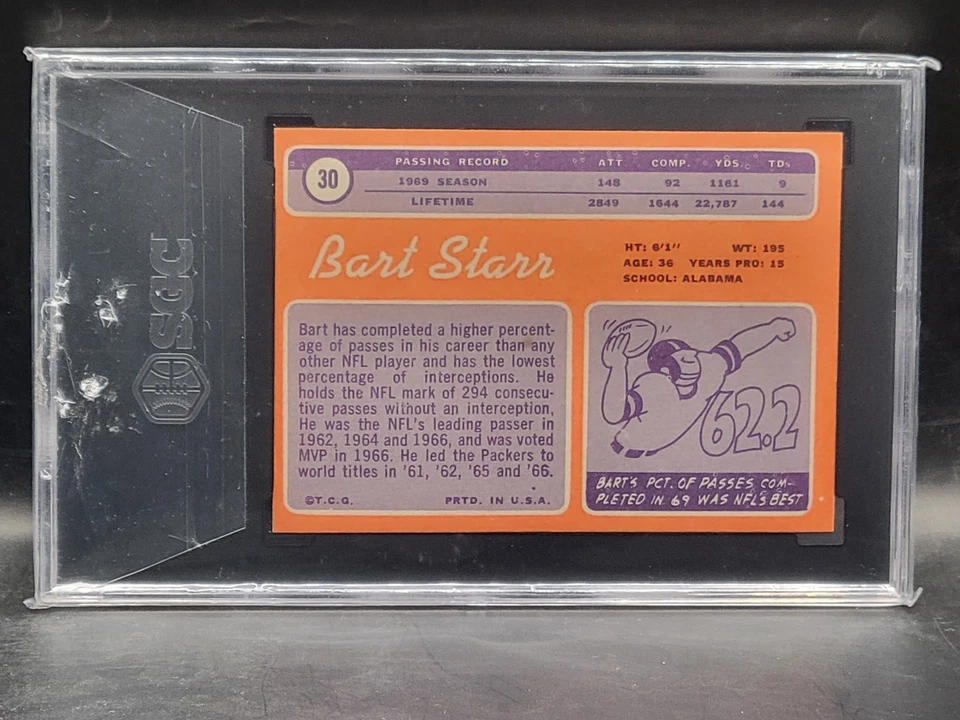 SGC
30
PASSING RECORD ATT COMP. YDS. TDs
1969 SEASON 148 92 1161 9
LIFETIME 2849 1644 22,787 144
Bart Starr
HT: 6'1" WT: 195
AGE: 36 YEARS PRO: 15
SCHOOL: ALABAMA
Bart has completed a higher percent-
age of passes in his career than any
other NFL player and has the lowest
percentage of interceptions. He
holds the NFL mark of 294 consecu-
tive passes without an interception.
He was the NFL's leading passer in
1962, 1964 and 1966, and was voted
MVP in 1966. He led the Packers to
world titles in '61, '62, '65 and '66.
©T.C.G. PRTD. IN U.S.A.
62.2
BART'S PCT. OF PASSES COM-
PLETED IN 69 WAS NFL'S BEST